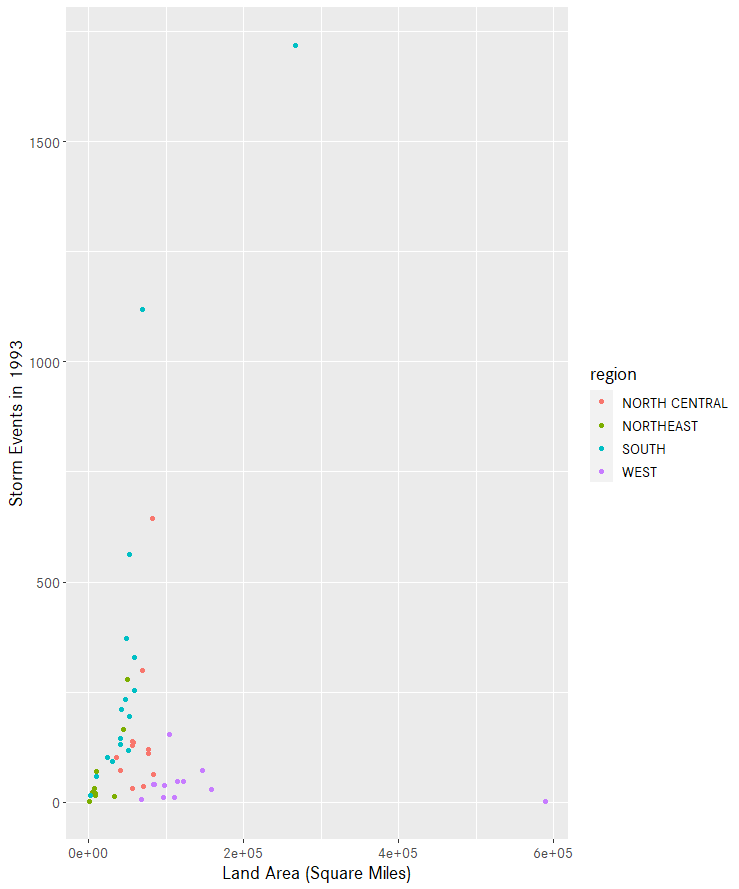 1500
1000
500
0
Storm Events in 1993
0e+00 2e+05 4e+05 6e+05
Land Area (Square Miles)
region
NORTH CENTRAL
NORTHEAST
SOUTH
WEST